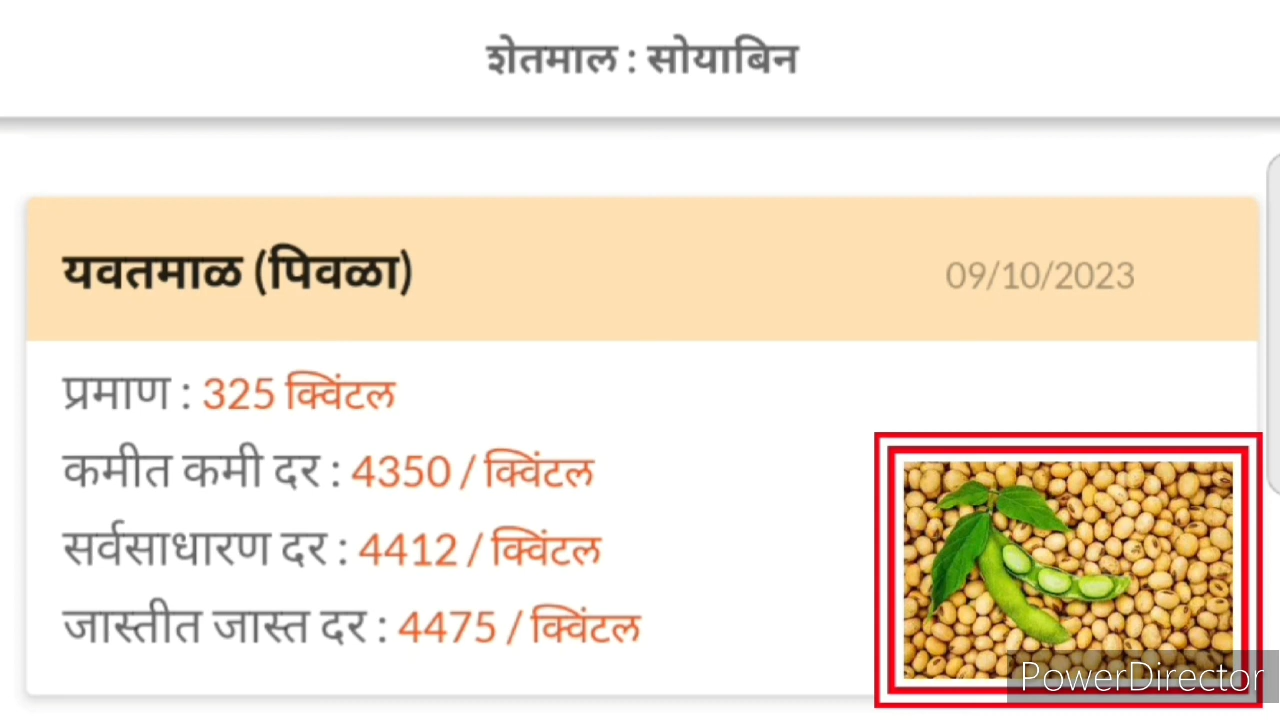 शेतमाल : सोयाबिन
यवतमाळ (पिवळा)
09/10/2023
प्रमाण : 325 क्विंटल
कमीत कमी दर : 4350 / क्विंटल
सर्वसाधारण दर : 4412 / क्विंटल
जास्तीत जास्त दर : 4475 / क्विंटल
PowerDirector